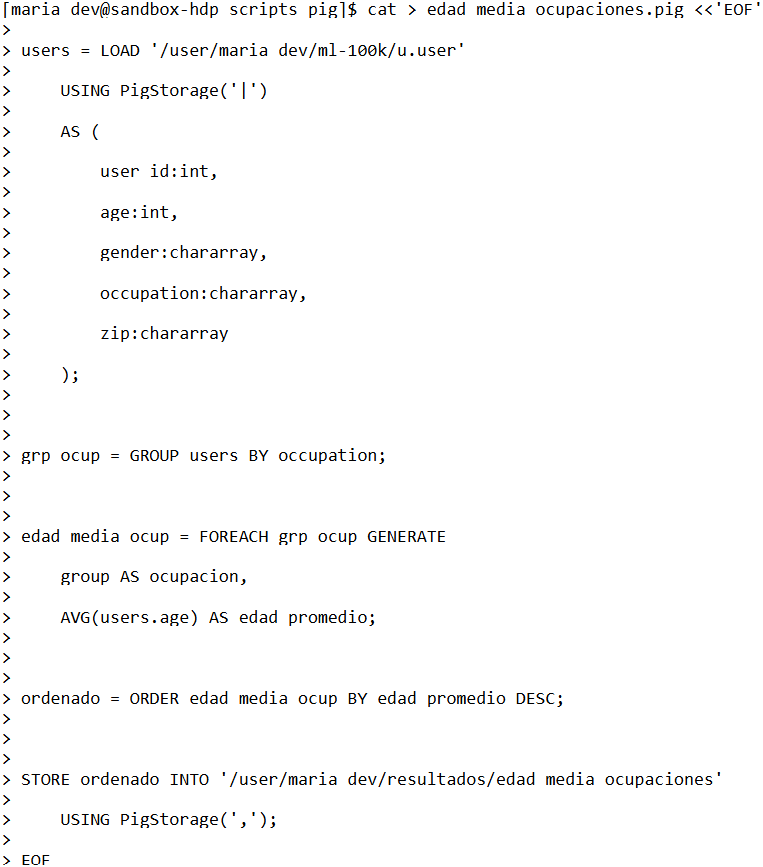 [maria dev@sandbox-hdp scripts pig]$ cat > edad media ocupaciones.pig <<'EOF'
>
> users = LOAD '/user/maria dev/ml-100k/u.user'
>
>     USING PigStorage('|')
>
>     AS (
>
>         user id:int,
>
>         age:int,
>
>         gender:chararray,
>
>         occupation:chararray,
>
>         zip:chararray
>
>     );
>
>
>
> grp ocup = GROUP users BY occupation;
>
>
>
> edad media ocup = FOREACH grp ocup GENERATE
>
>     group AS ocupacion,
>
>     AVG(users.age) AS edad promedio;
>
>
>
> ordenado = ORDER edad media ocup BY edad promedio DESC;
>
>
>
> STORE ordenado INTO '/user/maria dev/resultados/edad media ocupaciones'
>
>     USING PigStorage(',');
>
> EOF